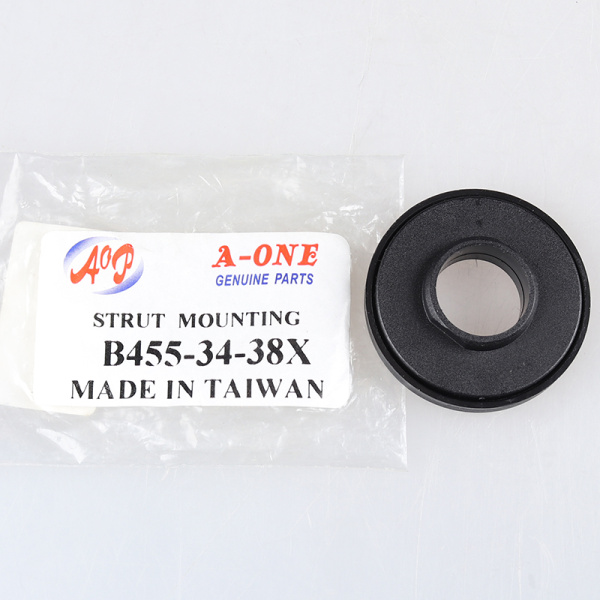 AOP
A-ONE
GENUINE PARTS
STRUT MOUNTING
B455-34-38X
MADE IN TAIWAN